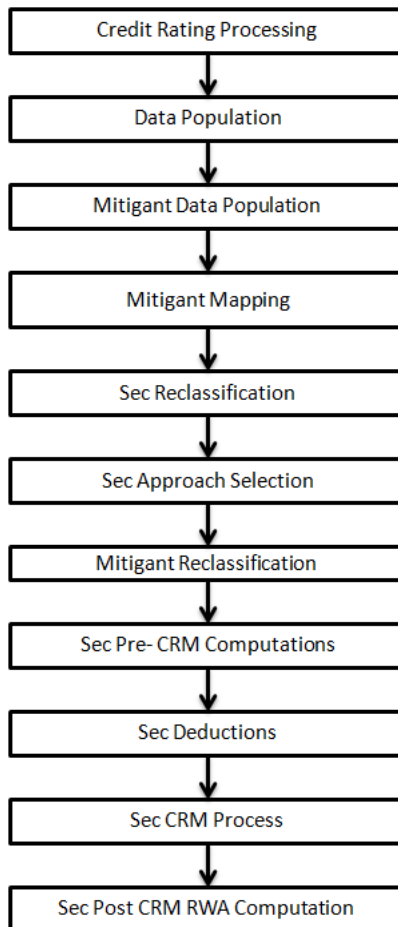 Credit Rating Processing
Data Population
Mitigant Data Population
Mitigant Mapping
Sec Reclassification
Sec Approach Selection
Mitigant Reclassification
Sec Pre- CRM Computations
Sec Deductions
Sec CRM Process
Sec Post CRM RWA Computation